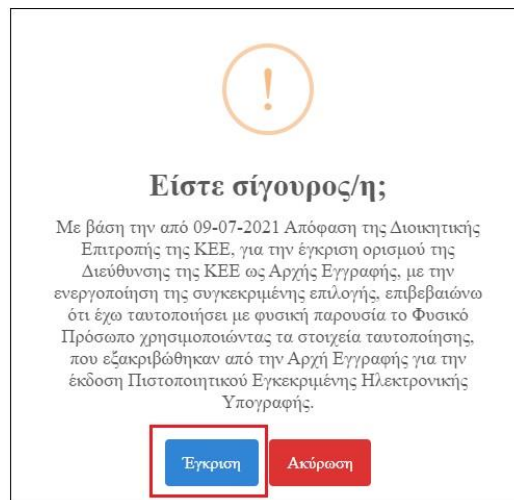 !
Είστε σίγουρος/η;
Με βάση την από 09-07-2021 Απόφαση της Διοικητικής
Επιτροπής της ΚΕΕ, για την έγκριση ορισμού της
Διεύθυνσης της ΚΕΕ ως Αρχής Εγγραφής, με την
ενεργοποίηση της συγκεκριμένης επιλογής, επιβεβαιώνω
ότι έχω ταυτοποιήσει με φυσική παρουσία το Φυσικό
Πρόσωπο χρησιμοποιώντας τα στοιχεία ταυτοποίησης,
που εξακριβώθηκαν από την Αρχή Εγγραφής για την
έκδοση Πιστοποιητικού Εγκεκριμένης Ηλεκτρονικής
Υπογραφής.
Έγκριση Ακύρωση